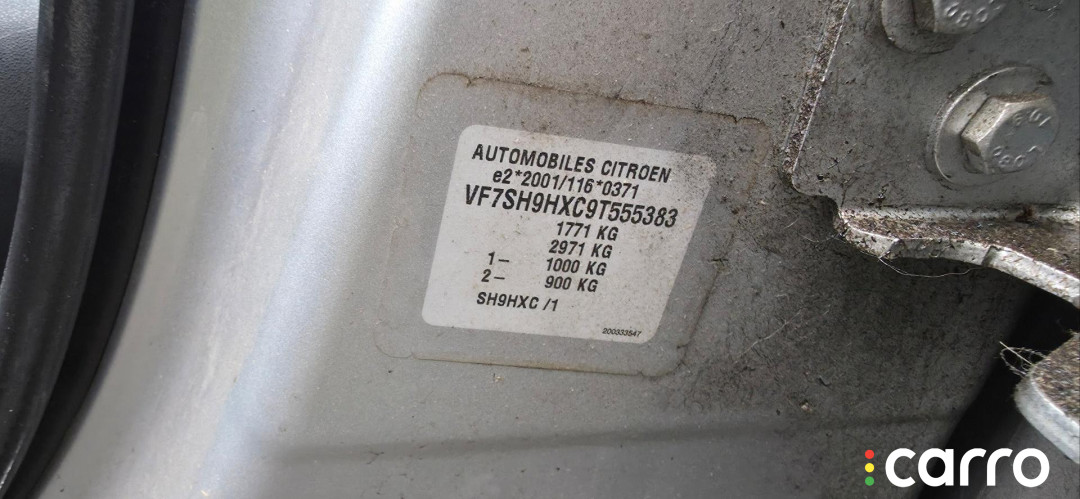 AUTOMOBILES CITROEN
e2*2001/116*0371
VF7SH9HXC9T555383
1771 KG
2971 KG
1- 1000 KG
2- 900 KG
SH9HXC /1
200333547
carro